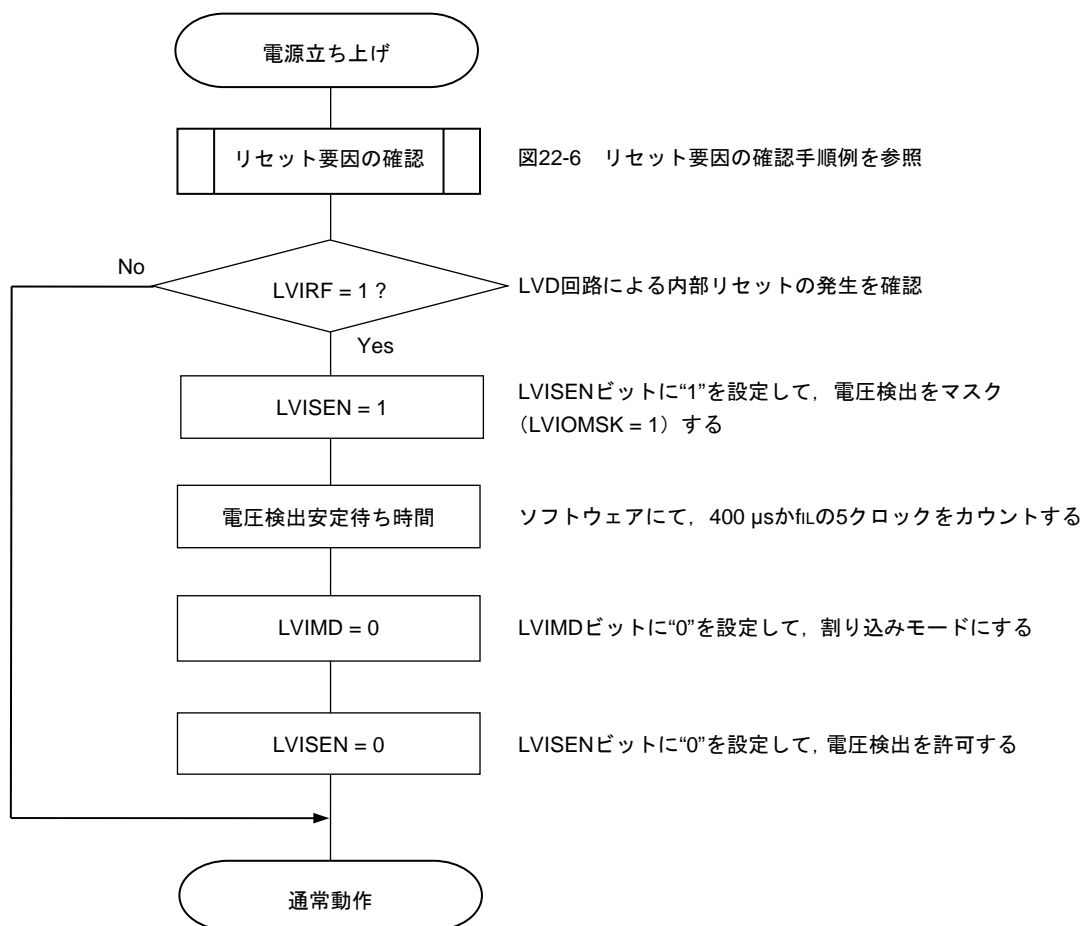 電源立ち上げ
リセット要因の確認
図22-6 リセット要因の確認手順例を参照
No
LVIRF = 1 ?
LVD回路による内部リセットの発生を確認
Yes
LVISEN = 1
LVISENビットに“1”を設定して，電圧検出をマスク
（LVIOMSK = 1）する
電圧検出安定待ち時間
ソフトウェアにて，400 μsかfILの5クロックをカウントする
LVIMD = 0
LVIMDビットに“0”を設定して，割り込みモードにする
LVISEN = 0
LVISENビットに“0”を設定して，電圧検出を許可する
通常動作